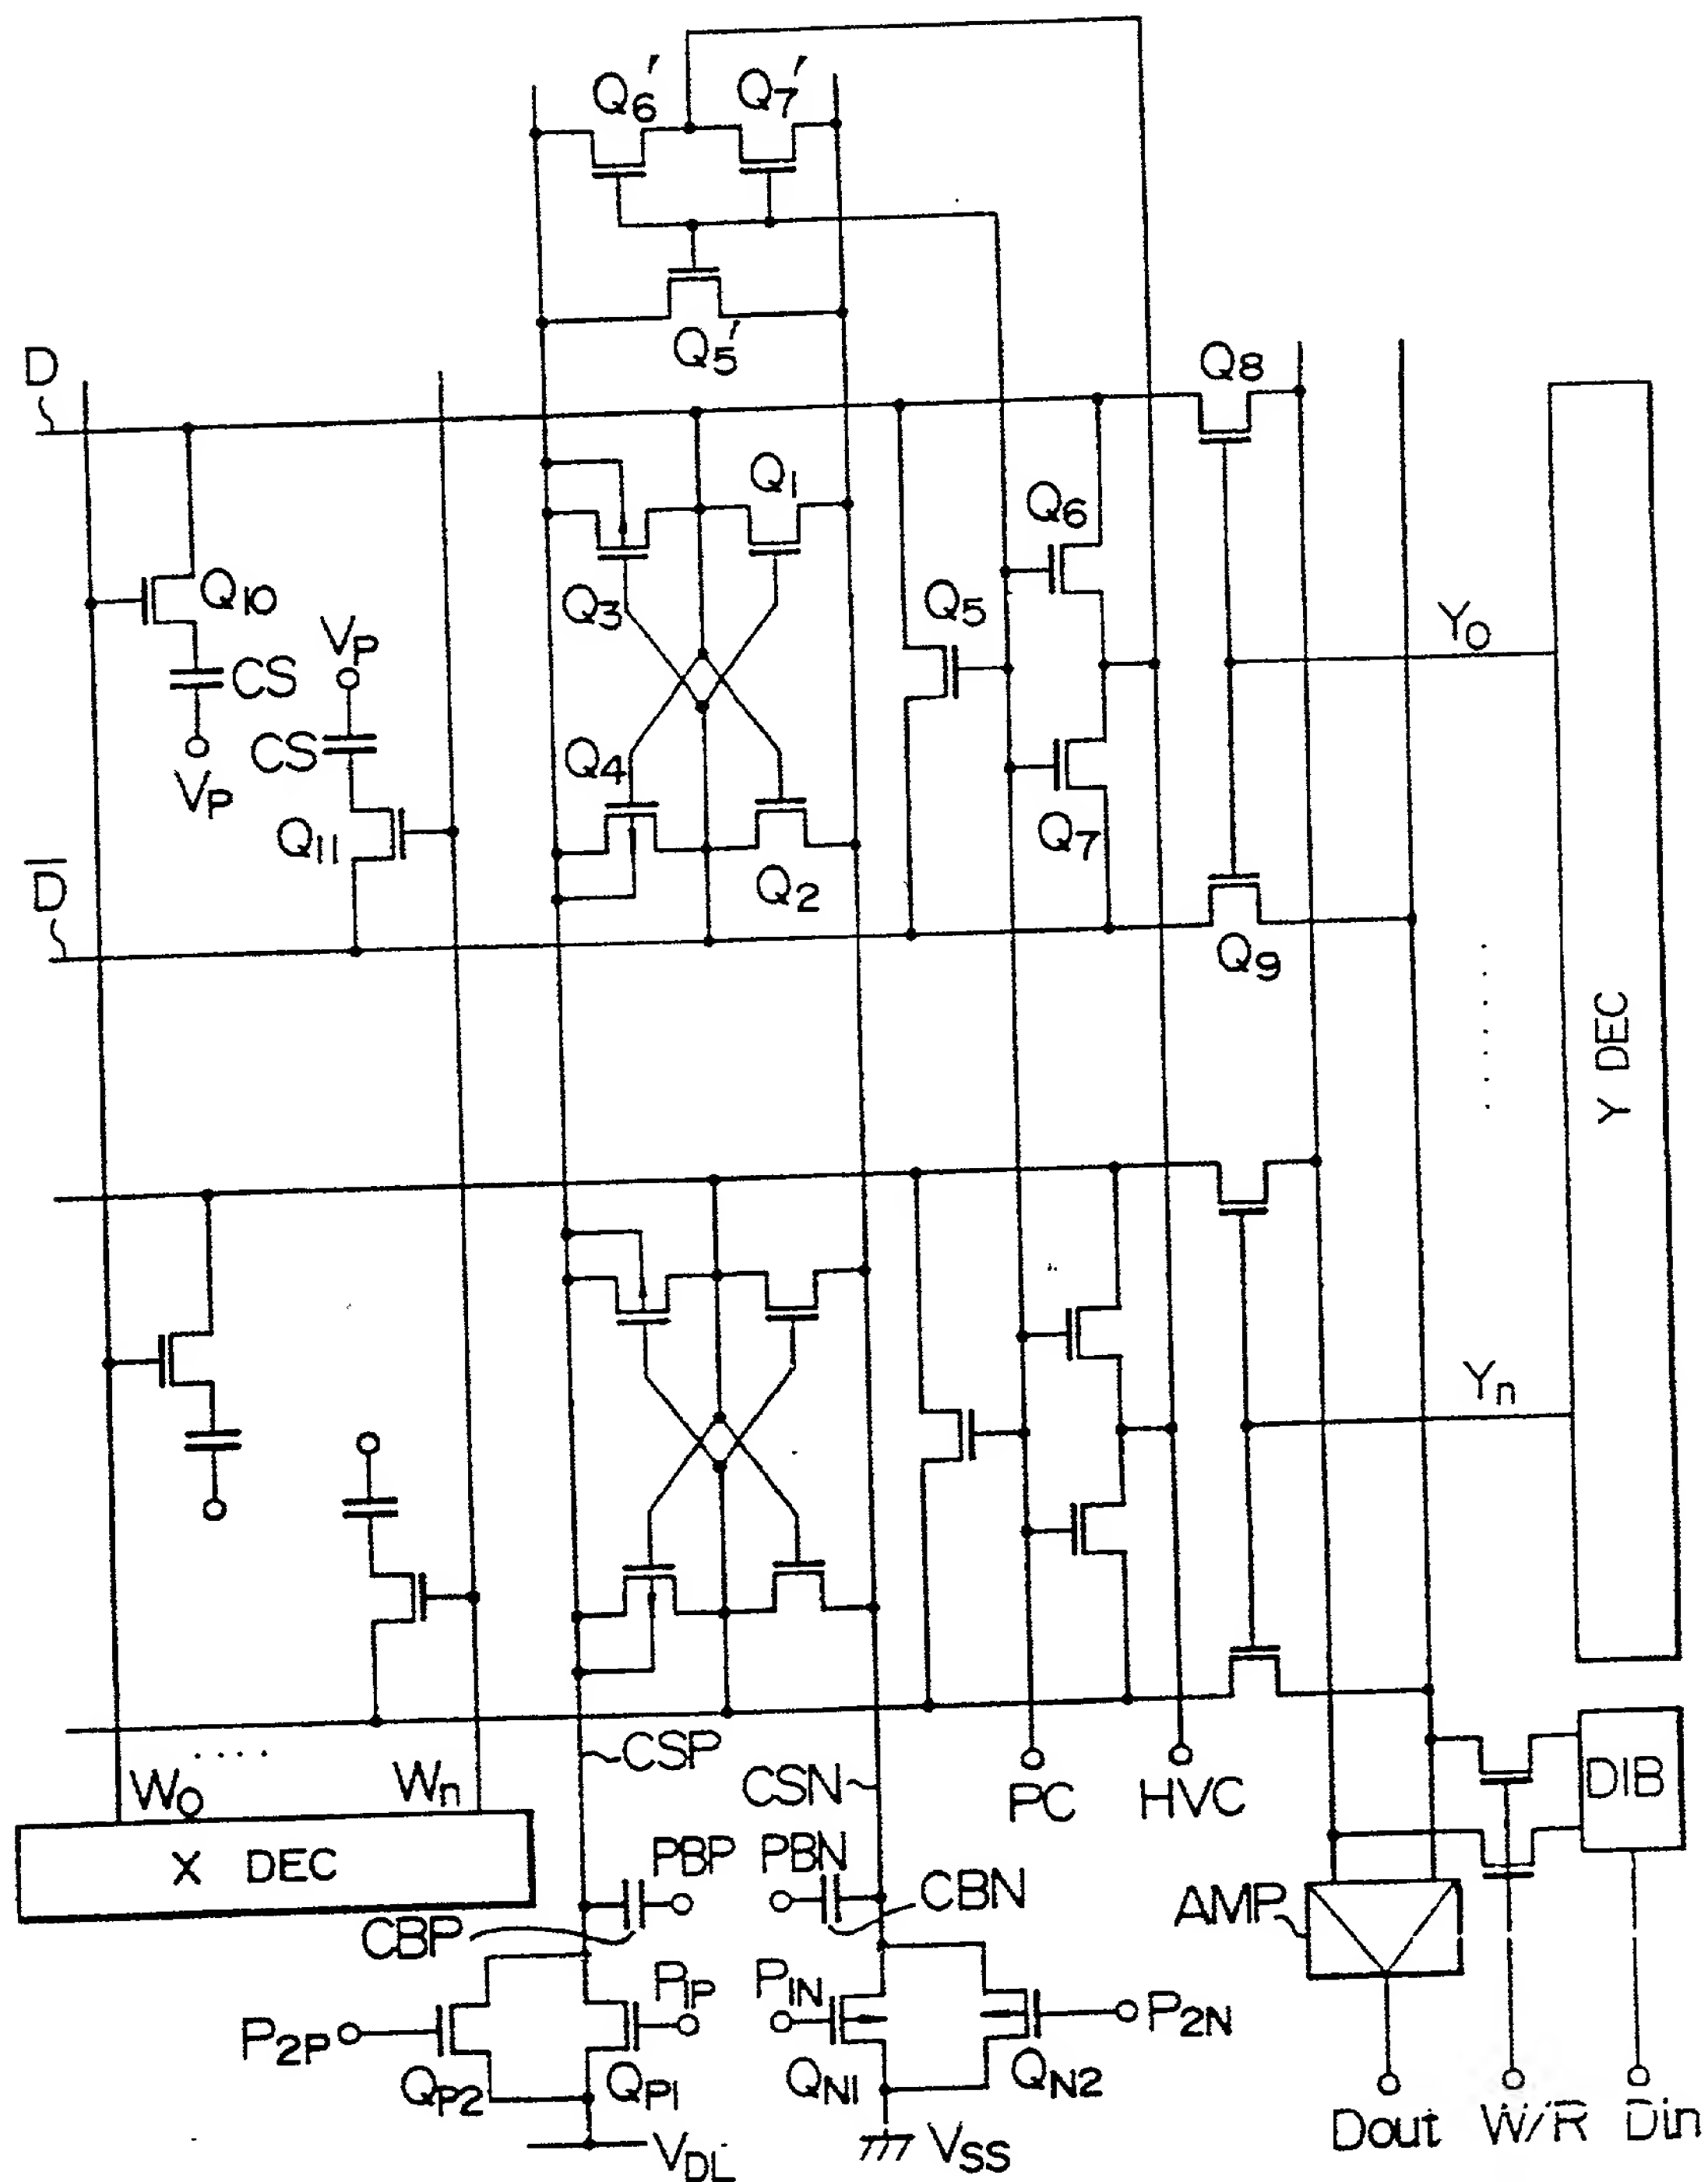 Q6' Q7'
Q5'
D Q8
Q1
Q6
Q10 Q3 Q5
VP Y0
CS
CS Q4
VP
Q11 Q7
D̅ Q2
Q9
Y DEC
Yn
CSP
W0 Wn CSN PC HVC DIB
X DEC PBP PBN
CBP CBN AMP
P1P P1N
P2P P2N
QP2 QP1 QN1 QN2
VDL VSS Dout W/R Din